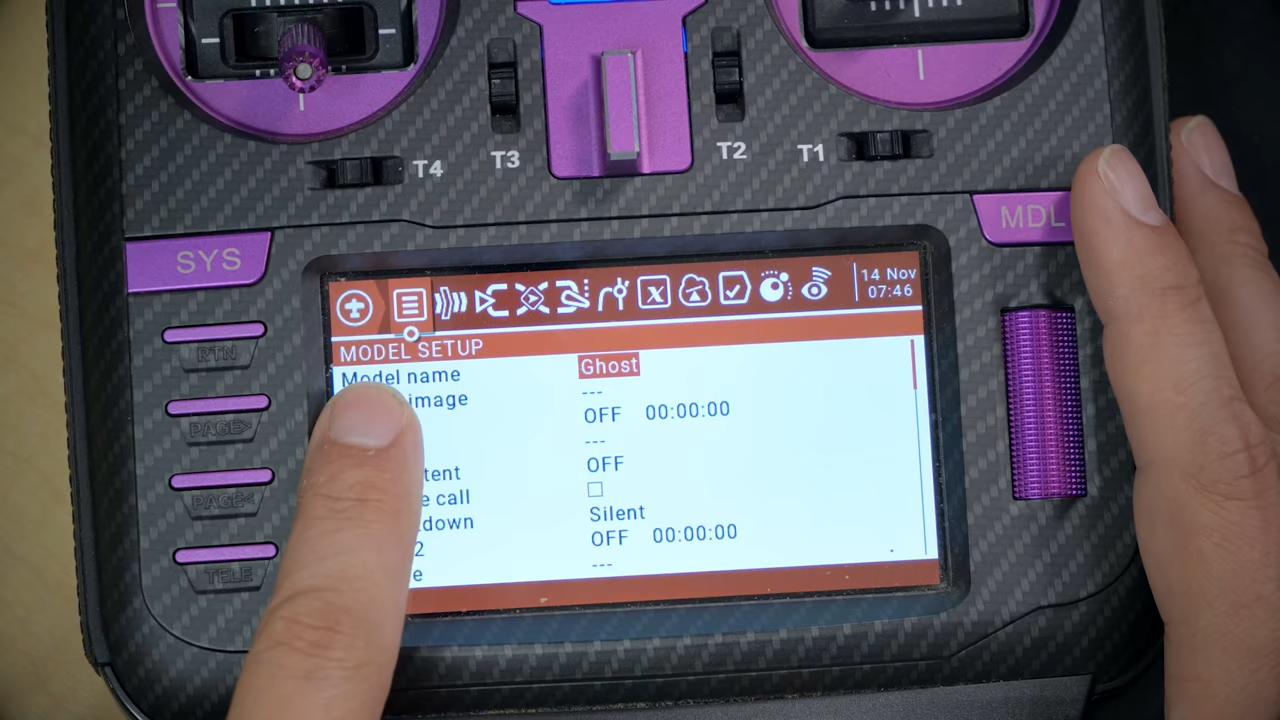 T4
T3
T2
T1
SYS
MDL
RTN
PAGE>
PAGE<
TELE
14 Nov
07:46
MODEL SETUP
Model name Ghost
image ---
OFF 00:00:00
---
tent OFF
e call
down Silent
2 OFF 00:00:00
e ---